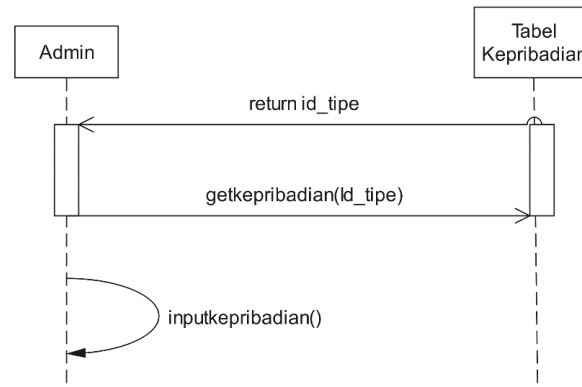 Admin
Tabel
Kepribadian
return id_tipe
getkepribadian(Id_tipe)
inputkepribadian()